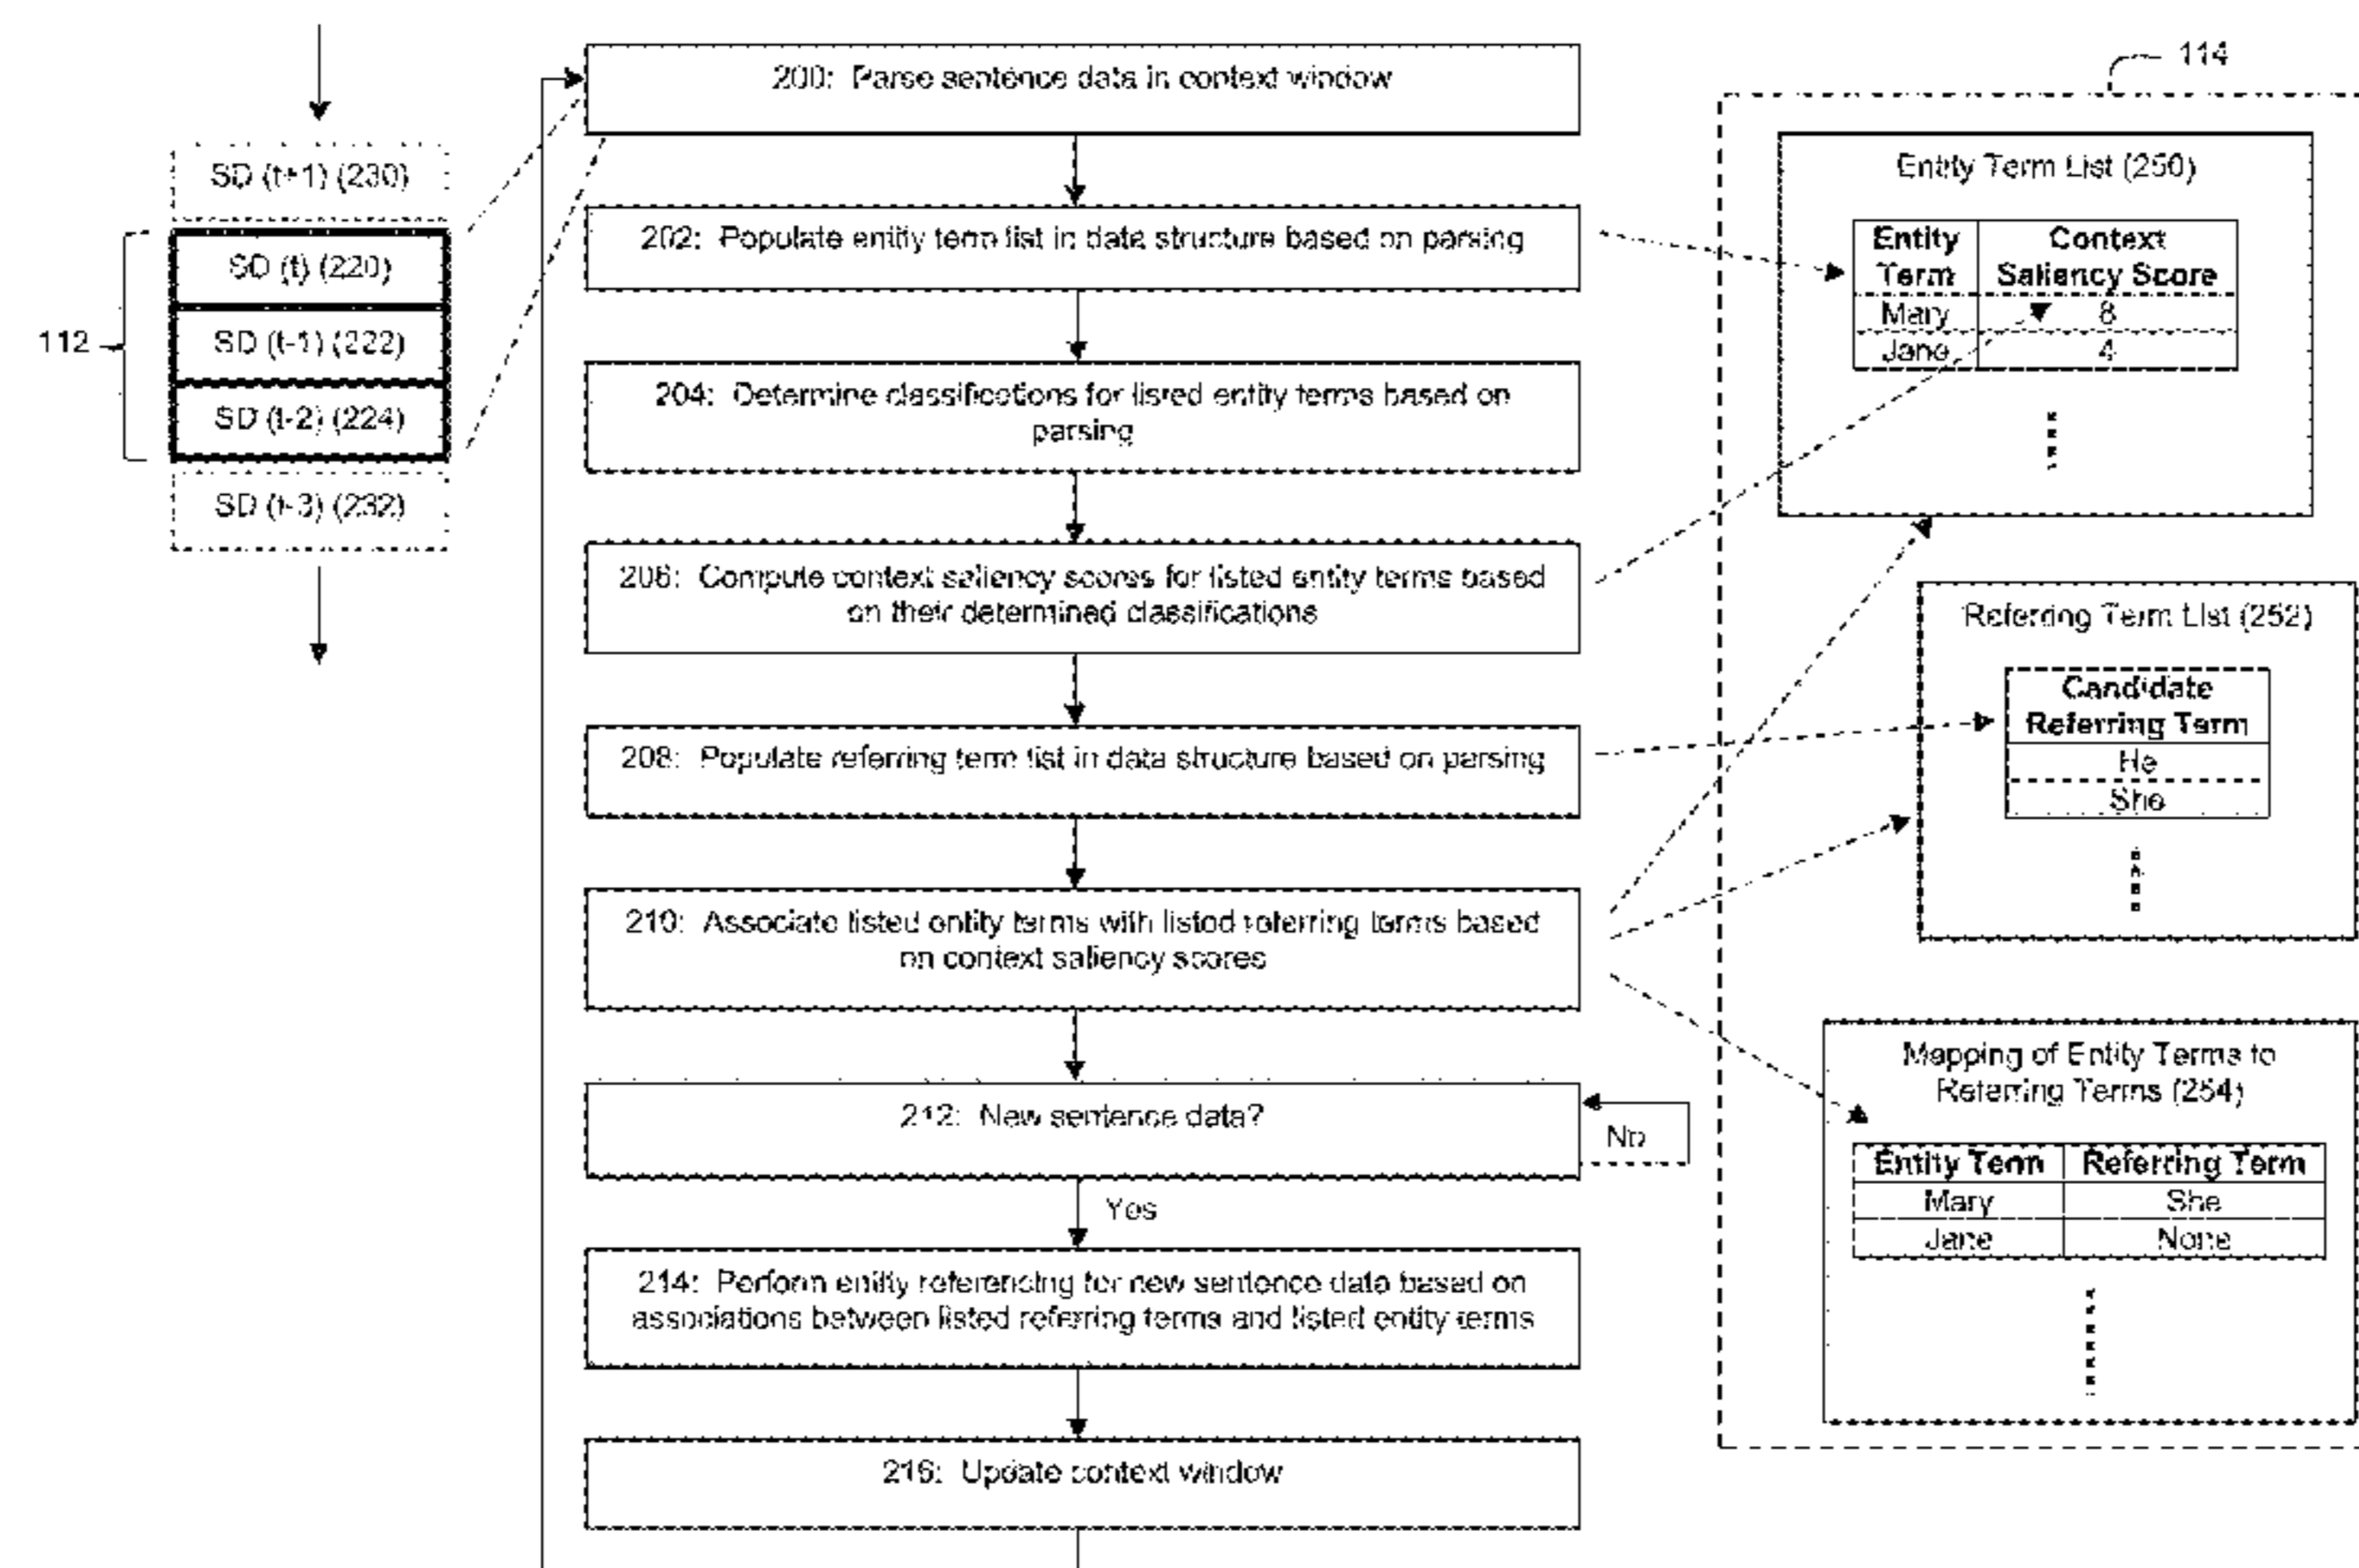 114
200: Parse sentence data in context window
SD (t+1) (230)
SD (t) (220)
SD (t-1) (222)
SD (t-2) (224)
SD (t-3) (232)
112
202: Populate entity term list in data structure based on parsing
204: Determine classifications for listed entity terms based on
parsing
206: Compute context saliency scores for listed entity terms based
on their determined classifications
208: Populate referring term list in data structure based on parsing
210: Associate listed entity terms with listed referring terms based
on context saliency scores
212: New sentence data?
No
Yes
214: Perform entity referencing for new sentence data based on
associations between listed referring terms and listed entity terms
216: Update context window
Entity Term List (250)
Entity Term Context Saliency Score
Mary 8
Jane 4
Referring Term List (252)
Candidate
Referring Term
He
She
Mapping of Entity Terms to
Referring Terms (254)
Entity Term Referring Term
Mary She
Jane None